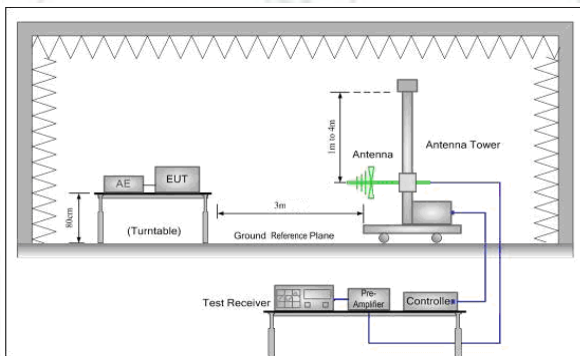 1m to 4m
Antenna
Antenna Tower
AE
EUT
80cm
(Turntable)
3m
Ground Reference Plane
Test Receiver
Pre-
Amplifier
Controller